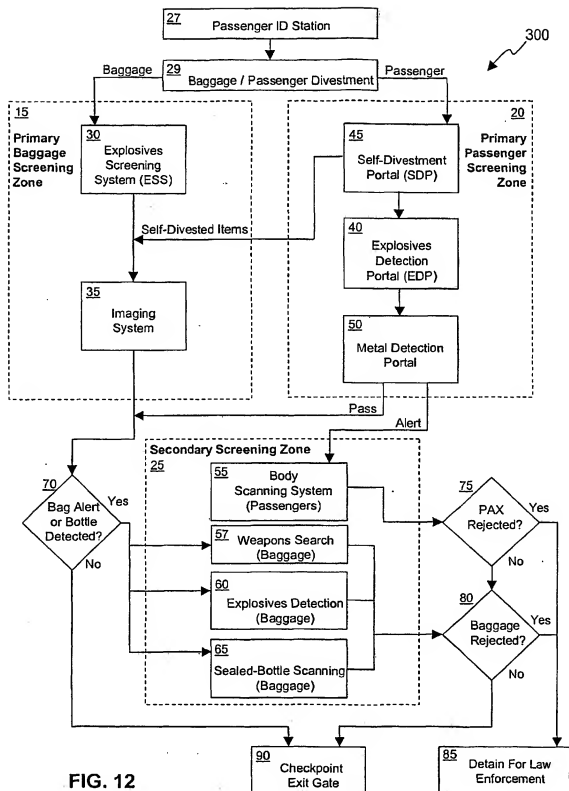 27
Passenger ID Station
300
Baggage
29
Baggage / Passenger Divestment
Passenger
15
Primary
Baggage
Screening
Zone
30
Explosives
Screening
System (ESS)
45
Self-Divestment
Portal (SDP)
20
Primary
Passenger
Screening
Zone
Self-Divested Items
40
Explosives
Detection
Portal (EDP)
35
Imaging
System
50
Metal Detection
Portal
Pass
Alert
Secondary Screening Zone
25
55
Body
Scanning System
(Passengers)
70
Bag Alert
or Bottle
Detected?
Yes
No
57
Weapons Search
(Baggage)
60
Explosives Detection
(Baggage)
65
Sealed-Bottle Scanning
(Baggage)
75
PAX
Rejected?
Yes
No
80
Baggage
Rejected?
Yes
No
90
Checkpoint
Exit Gate
85
Detain For Law
Enforcement
FIG. 12